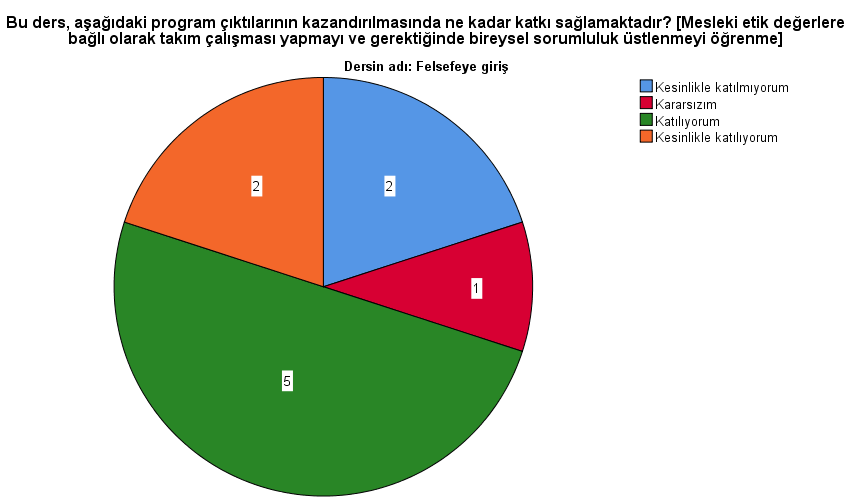 Bu ders, aşağıdaki program çıktılarının kazandırılmasında ne kadar katkı sağlamaktadır? [Mesleki etik değerlere
bağlı olarak takım çalışması yapmayı ve gerektiğinde bireysel sorumluluk üstlenmeyi öğrenme]
Dersin adı: Felsefeye giriş
Kesinlikle katılmıyorum
Kararsızım
Katılıyorum
Kesinlikle katılıyorum
2
2
1
5